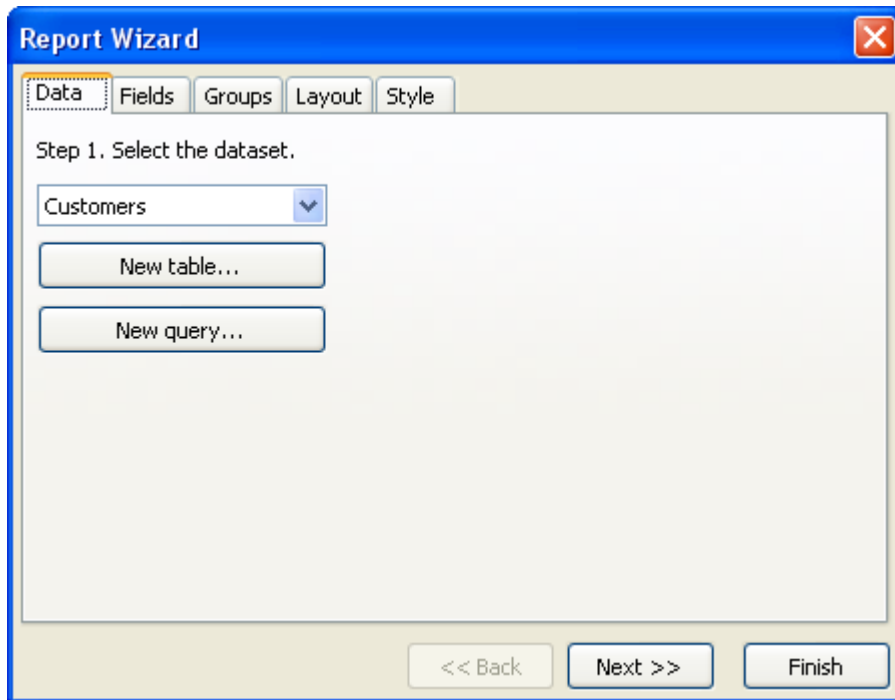 Report Wizard
Data Fields Groups Layout Style
Step 1. Select the dataset.
Customers
New table...
New query...
<< Back Next >> Finish